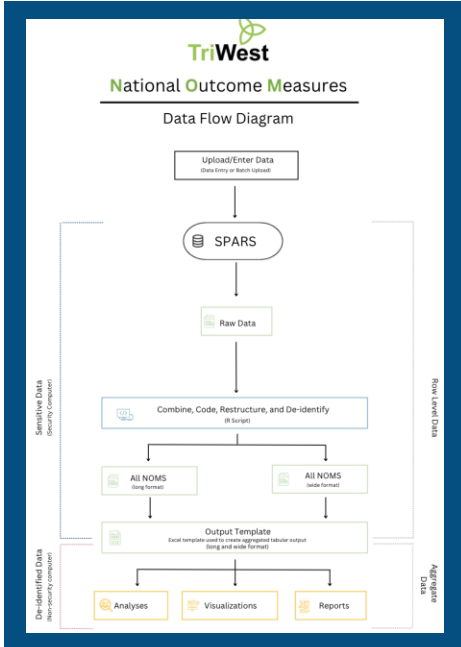 TriWest
National Outcome Measures
Data Flow Diagram
Upload/Enter Data
(Data Entry or Batch Upload)
SPARS
Raw Data
Combine, Code, Restructure, and De-identify
(R Script)
All NOMS
(long format)
All NOMS
(wide format)
Output Template
Excel template used to create aggregated tabular output
(long and wide format)
Analyses
Visualizations
Reports
Sensitive Data
(Security Computer)
De-identified Data
(Non-security computer)
Row Level Data
Aggregate
Data